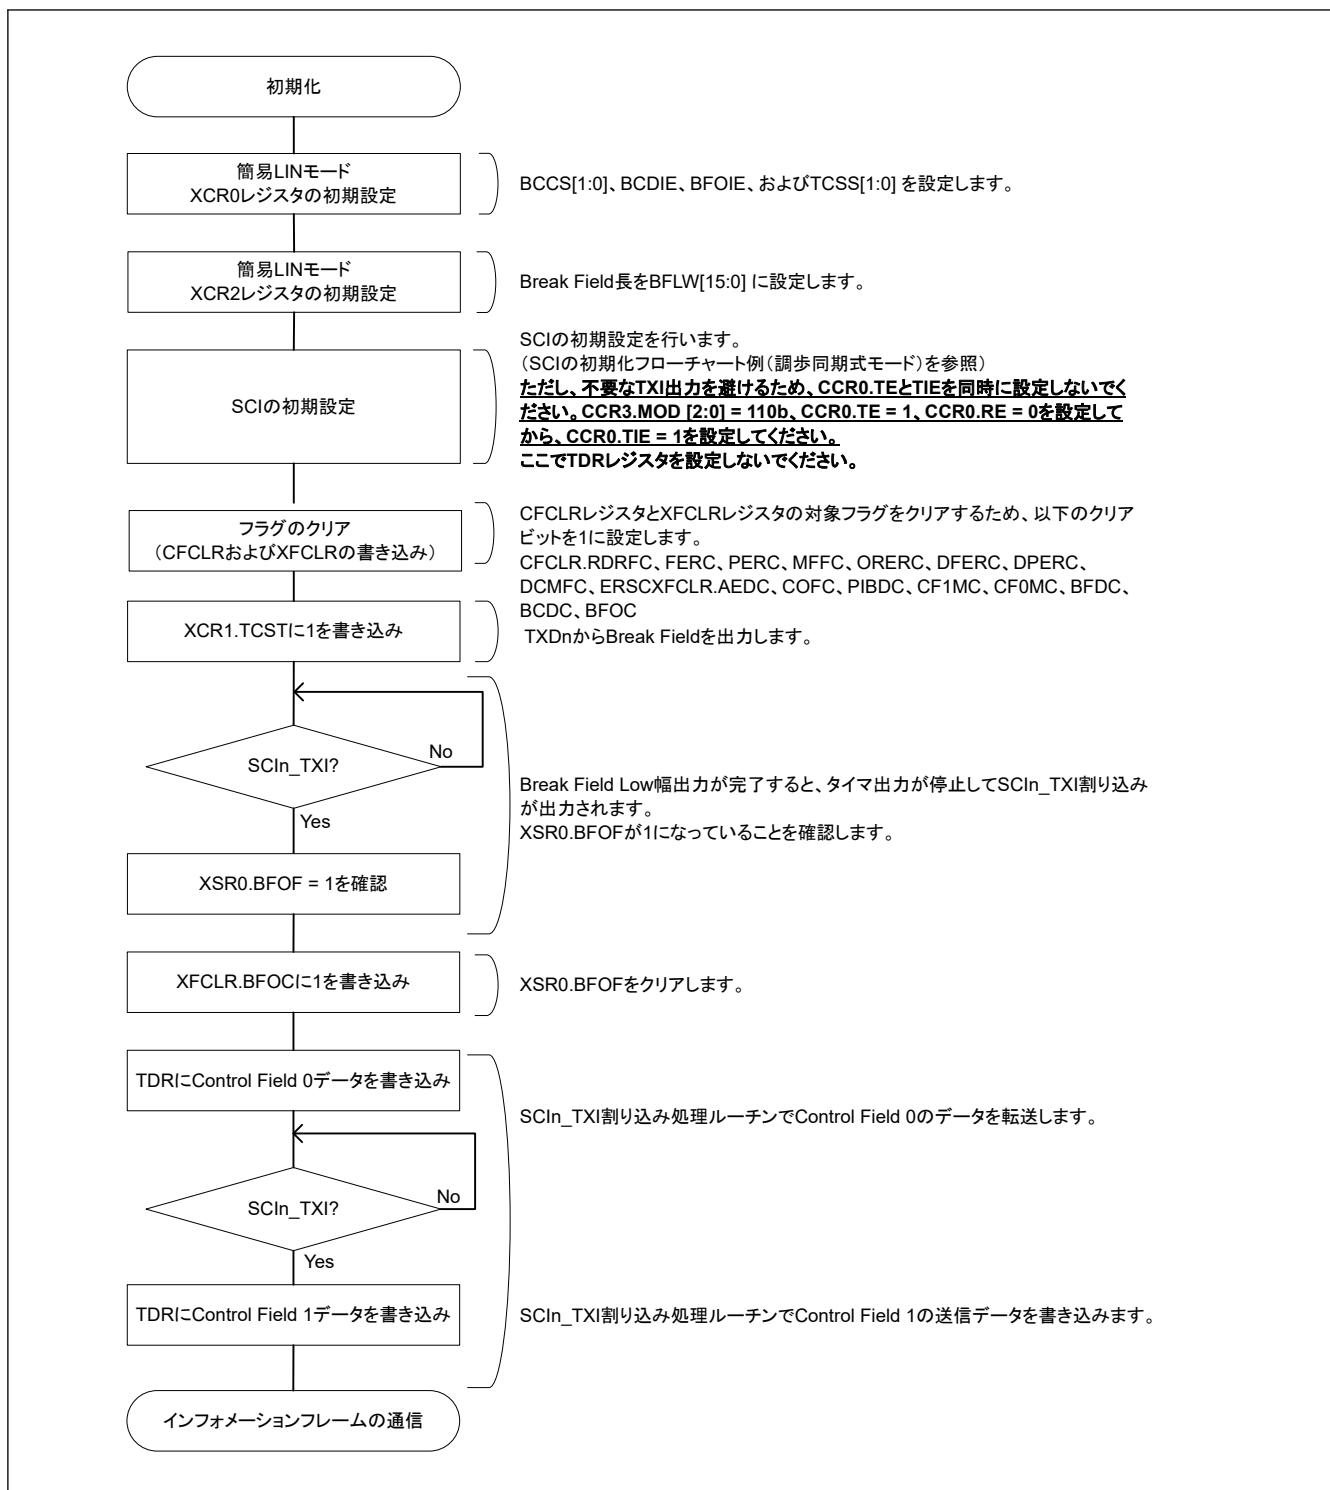 初期化
簡易LINモード
XCR0レジスタの初期設定
BCCS[1:0]、BCDIE、BFOIE、およびTCSS[1:0] を設定します。
簡易LINモード
XCR2レジスタの初期設定
Break Field長をBFLW[15:0] に設定します。
SCIの初期設定
SCIの初期設定を行います。
（SCIの初期化フローチャート例（調歩同期式モード）を参照）
ただし、不要なTXI出力を避けるため、CCR0.TEとTIEを同時に設定しないでく
ださい。CCR3.MOD [2:0] = 110b、CCR0.TE = 1、CCR0.RE = 0を設定して
から、CCR0.TIE = 1を設定してください。
ここでTDRレジスタを設定しないでください。
フラグのクリア
（CFCLRおよびXFCLRの書き込み）
CFCLRレジスタとXFCLRレジスタの対象フラグをクリアするため、以下のクリア
ビットを1に設定します。
CFCLR.RDRFC、FERC、PERC、MFFC、ORERC、DFERC、DPERC、
DCMFC、ERSCXFCLR.AEDC、COFC、PIBDC、CF1MC、CF0MC、BFDC、
BCDC、BFOC
XCR1.TCSTに1を書き込み
TXDnからBreak Fieldを出力します。
SCIn_TXI?
No
Yes
Break Field Low幅出力が完了すると、タイマ出力が停止してSCIn_TXI割り込み
が出力されます。
XSR0.BFOFが1になっていることを確認します。
XSR0.BFOF = 1を確認
XFCLR.BFOCに1を書き込み
XSR0.BFOFをクリアします。
TDRにControl Field 0データを書き込み
SCIn_TXI割り込み処理ルーチンでControl Field 0のデータを転送します。
SCIn_TXI?
No
Yes
TDRにControl Field 1データを書き込み
SCIn_TXI割り込み処理ルーチンでControl Field 1の送信データを書き込みます。
インフォメーションフレームの通信